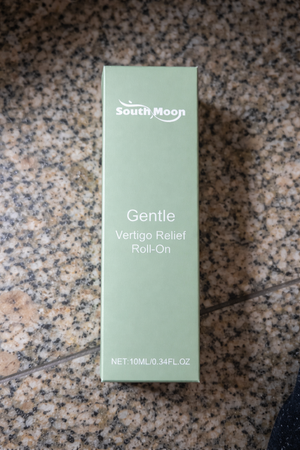 South Moon
Gentle
Vertigo Relief
Roll-On
NET:10ML/0.34FL.OZ